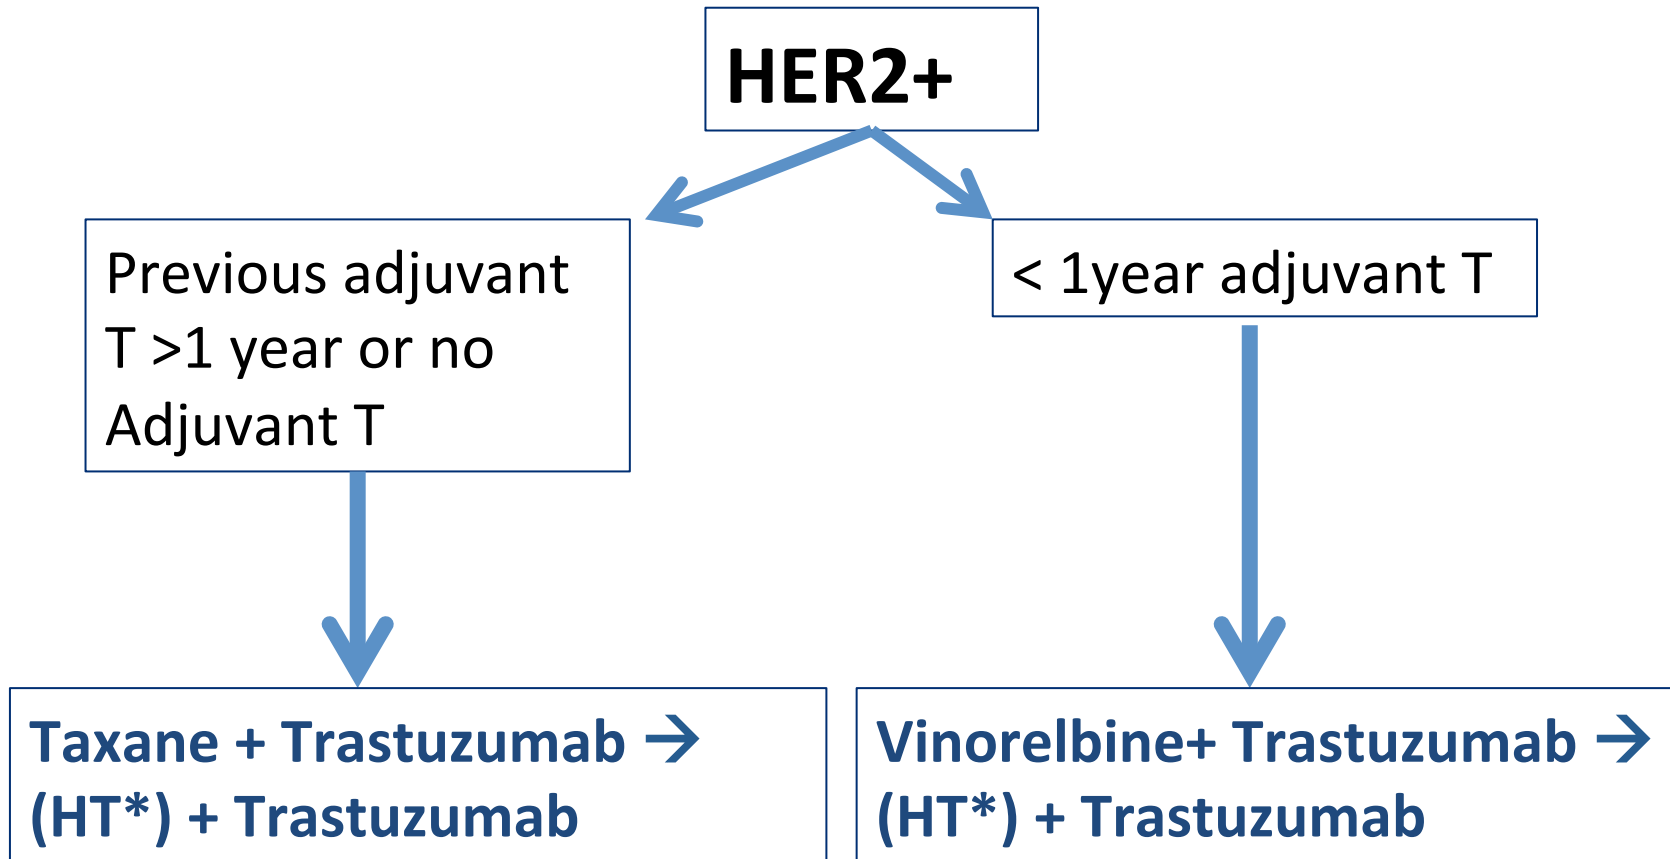 HER2+
Previous adjuvant
T >1 year or no
Adjuvant T
< 1year adjuvant T
Taxane + Trastuzumab →
(HT*) + Trastuzumab
Vinorelbine+ Trastuzumab →
(HT*) + Trastuzumab